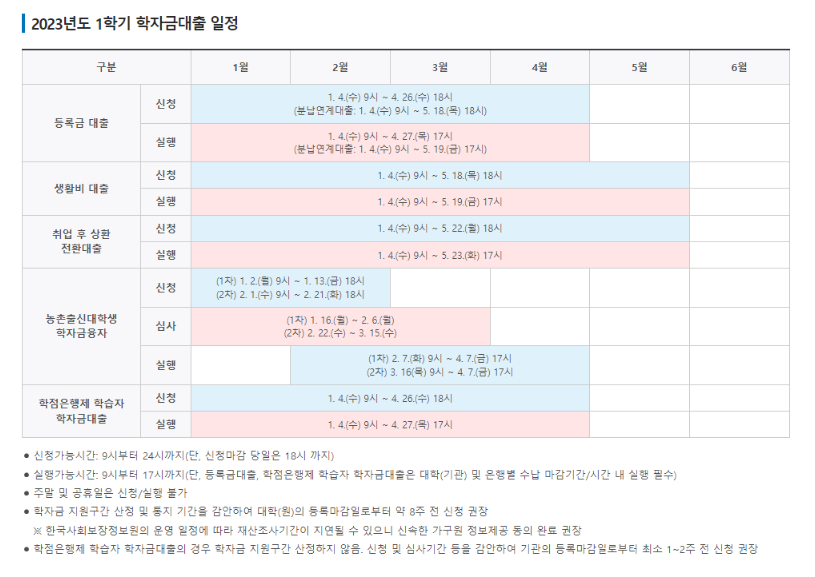 2023년도 1학기 학자금대출 일정
구분 1월 2월 3월 4월 5월 6월
등록금 대출
신청
1. 4.(수) 9시 ~ 4. 26.(수) 18시
(분납연계대출: 1. 4.(수) 9시 ~ 5. 18.(목) 18시)
실행
1. 4.(수) 9시 ~ 4. 27.(목) 17시
(분납연계대출: 1. 4.(수) 9시 ~ 5. 19.(금) 17시)
생활비 대출
신청 1. 4.(수) 9시 ~ 5. 18.(목) 18시
실행 1. 4.(수) 9시 ~ 5. 19.(금) 17시
취업 후 상환
전환대출
신청 1. 4.(수) 9시 ~ 5. 22.(월) 18시
실행 1. 4.(수) 9시 ~ 5. 23.(화) 17시
농촌출신대학생
학자금융자
신청
(1차) 1. 2.(월) 9시 ~ 1. 13.(금) 18시
(2차) 2. 1.(수) 9시 ~ 2. 21.(화) 18시
심사
(1차) 1. 16.(월) ~ 2. 6.(월)
(2차) 2. 22.(수) ~ 3. 15.(수)
실행
(1차) 2. 7.(화) 9시 ~ 4. 7.(금) 17시
(2차) 3. 16(목) 9시 ~ 4. 7.(금) 17시
학점은행제 학습자
학자금대출
신청 1. 4.(수) 9시 ~ 4. 26.(수) 18시
실행 1. 4.(수) 9시 ~ 4. 27.(목) 17시
● 신청가능시간: 9시부터 24시까지(단, 신청마감 당일은 18시 까지)
● 실행가능시간: 9시부터 17시까지(단, 등록금대출, 학점은행제 학습자 학자금대출은 대학(기관) 및 은행별 수납 마감기간/시간 내 실행 필수)
● 주말 및 공휴일은 신청/실행 불가
● 학자금 지원구간 산정 및 통지 기간을 감안하여 대학(원)의 등록마감일로부터 약 8주 전 신청 권장
※ 한국사회보장정보원의 운영 일정에 따라 재산조사기간이 지연될 수 있으니 신속한 가구원 정보제공 동의 완료 권장
● 학점은행제 학습자 학자금대출의 경우 학자금 지원구간 산정하지 않음. 신청 및 심사기간 등을 감안하여 기관의 등록마감일로부터 최소 1~2주 전 신청 권장